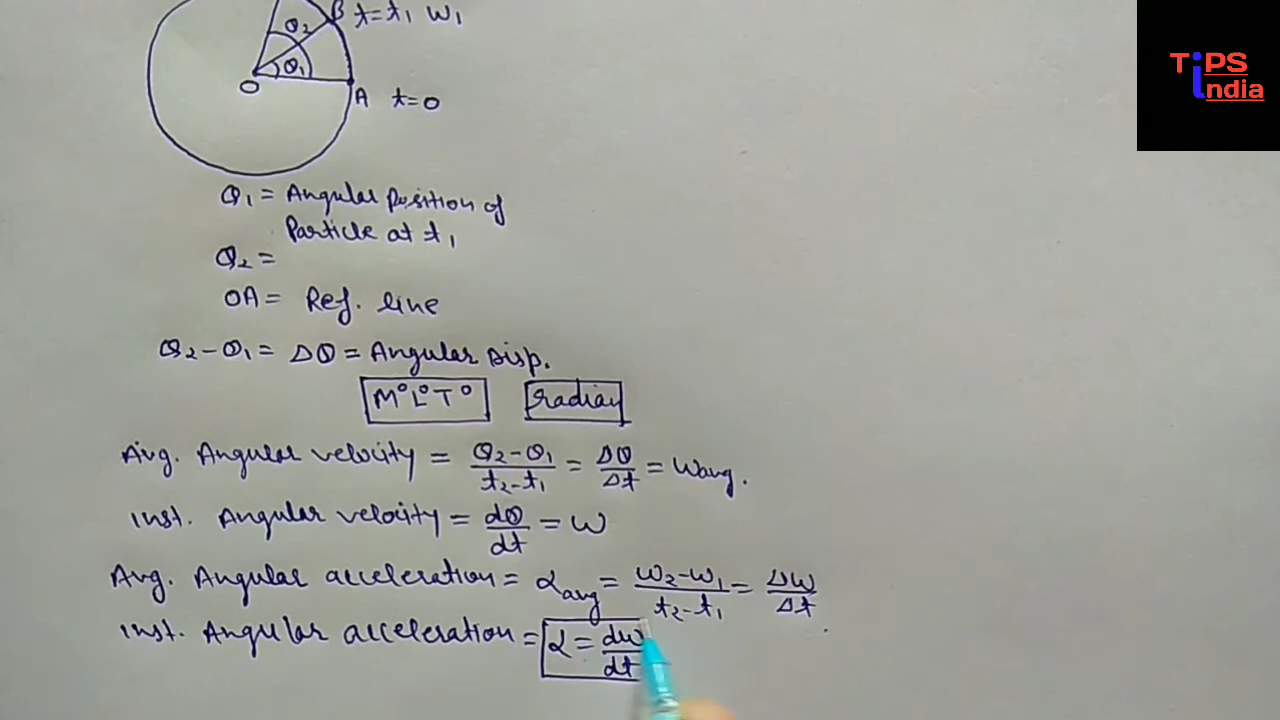 θ2
B t=t1 ω1
θ1
O
A t=0
θ1 = Angular Position of
Particle at t1
θ2 =
OA = Ref. line
θ2-θ1 = Δθ = Angular Disp.
M⁰L⁰T⁰ radian
Avg. Angular velocity = θ2-θ1/t2-t1 = Δθ/Δt = ωavg.
Inst. Angular velocity = dθ/dt = ω
Avg. Angular acceleration = αavg = ω2-ω1/t2-t1 = Δω/Δt
Inst. Angular acceleration = α = dω/dt
TiPS
india